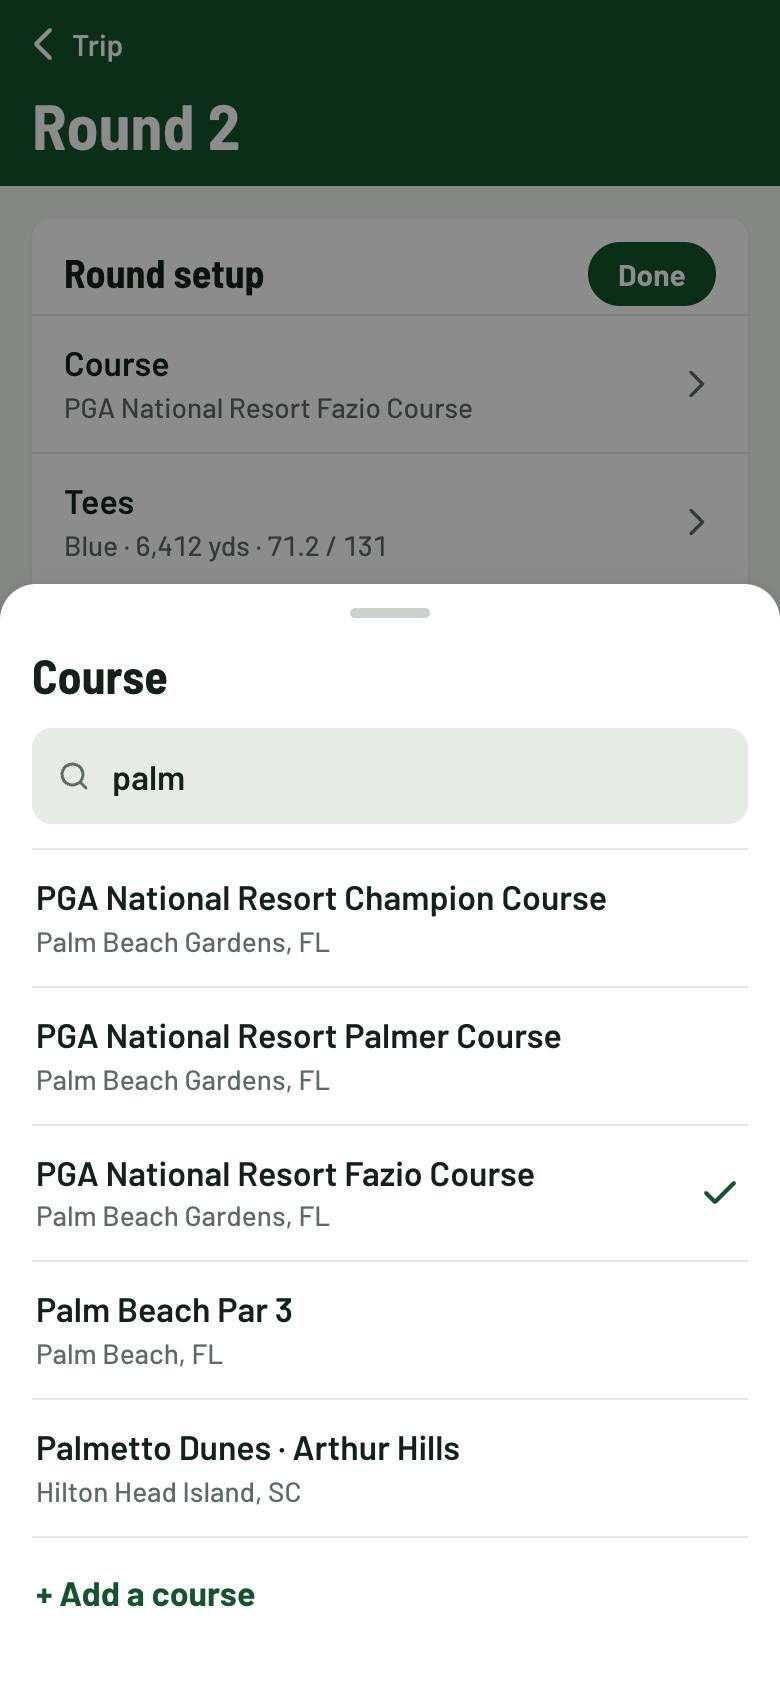 Trip
Round 2
Round setup
Done
Course
PGA National Resort Fazio Course
Tees
Blue · 6,412 yds · 71.2 / 131
Course
palm
PGA National Resort Champion Course
Palm Beach Gardens, FL
PGA National Resort Palmer Course
Palm Beach Gardens, FL
PGA National Resort Fazio Course
Palm Beach Gardens, FL
Palm Beach Par 3
Palm Beach, FL
Palmetto Dunes · Arthur Hills
Hilton Head Island, SC
+ Add a course